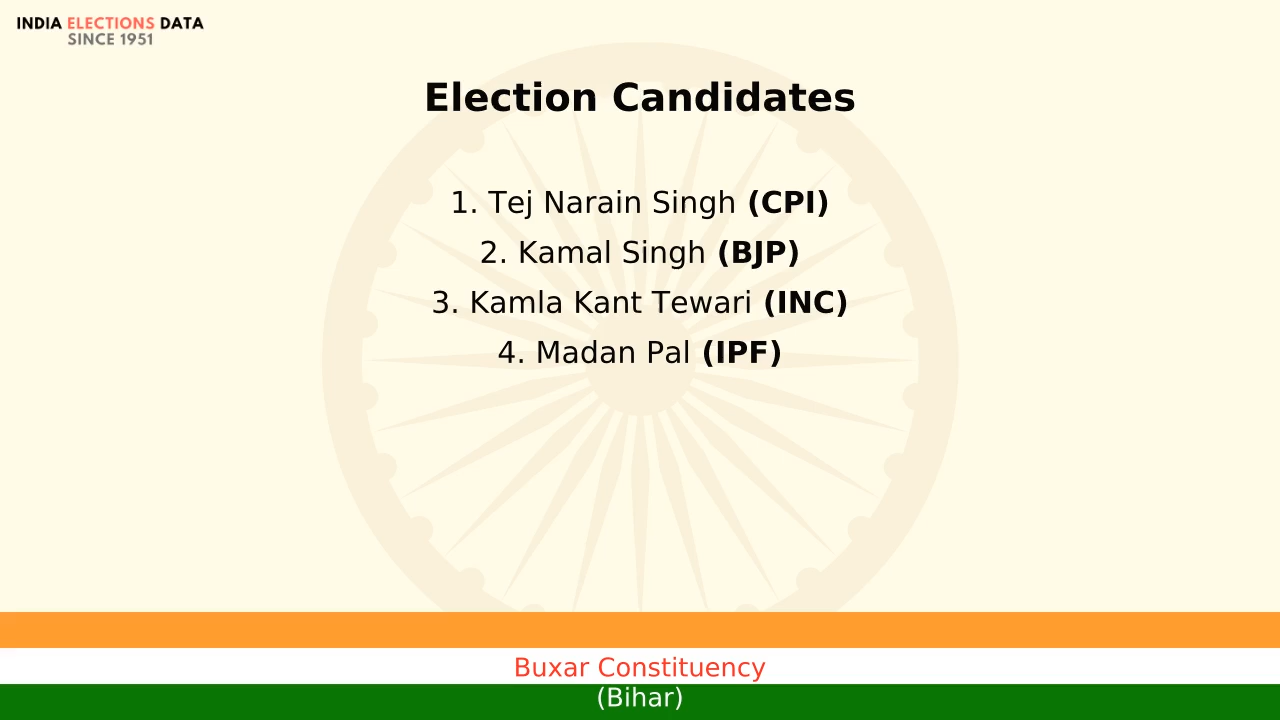 INDIA ELECTIONS DATA
SINCE 1951
Election Candidates
1. Tej Narain Singh (CPI)
2. Kamal Singh (BJP)
3. Kamla Kant Tewari (INC)
4. Madan Pal (IPF)
Buxar Constituency
(Bihar)